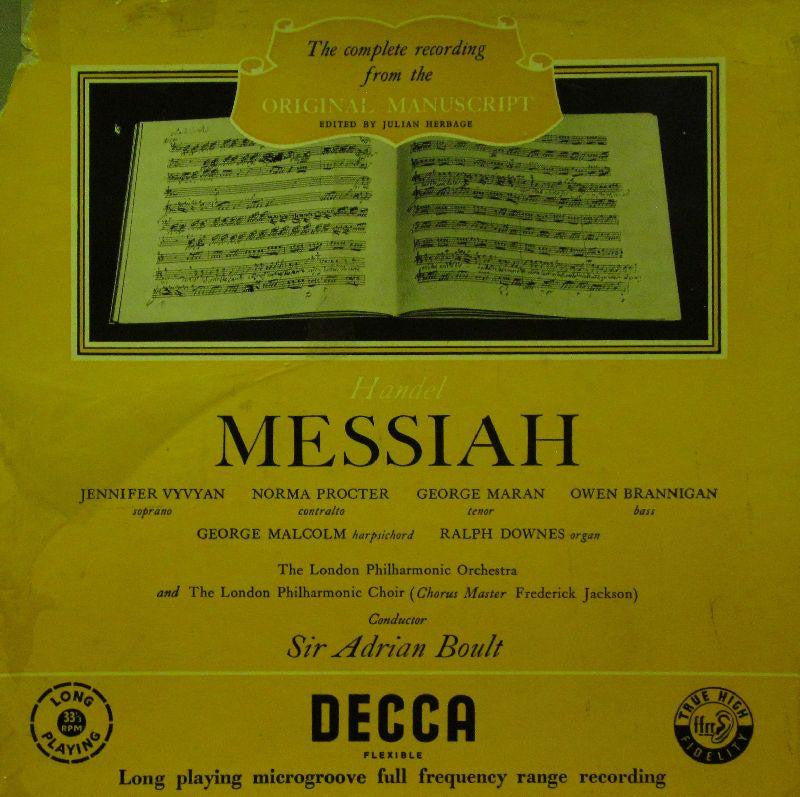 The complete recording
from the
ORIGINAL MANUSCRIPT
EDITED BY JULIAN HERBAGE
Handel
MESSIAH
JENNIFER VYVYAN NORMA PROCTER GEORGE MARAN OWEN BRANNIGAN
soprano contralto tenor bass
GEORGE MALCOLM harpsichord RALPH DOWNES organ
The London Philharmonic Orchestra
and The London Philharmonic Choir (Chorus Master Frederick Jackson)
Conductor
Sir Adrian Boult
LONG
33⅓
RPM
PLAYING
DECCA
FLEXIBLE
TRUE HIGH
ffrr
FIDELITY
Long playing microgroove full frequency range recording